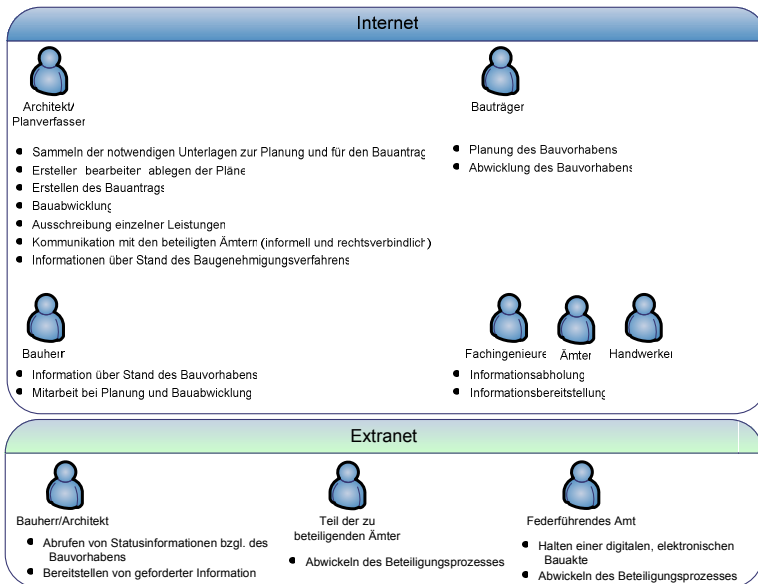 Internet
Architekt/
Planverfasser
Bauträger
• Sammeln der notwendigen Unterlagen zur Planung und für den Bauantrag
• Ersteller bearbeiter ablegen der Pläne
• Erstellen des Bauantrags
• Bauabwicklung
• Ausschreibung einzelner Leistungen
• Kommunikation mit den beteiligten Ämtern (informell und rechtsverbindlich)
• Informationen über Stand des Baugenehmigungsverfahrens
• Planung des Bauvorhabens
• Abwicklung des Bauvorhabens
Bauherr
• Information über Stand des Bauvorhabens
• Mitarbeit bei Planung und Bauabwicklung
Fachingenieure Ämter Handwerker
• Informationsabholung
• Informationsbereitstellung
Extranet
Bauherr/Architekt
• Abrufen von Statusinformationen bzgl. des
Bauvorhabens
• Bereitstellen von geforderter Information
Teil der zu
beteiligenden Ämter
• Abwickeln des Beteiligungsprozesses
Federführendes Amt
• Halten einer digitalen, elektronischen
Bauakte
• Abwickeln des Beteiligungsprozesses